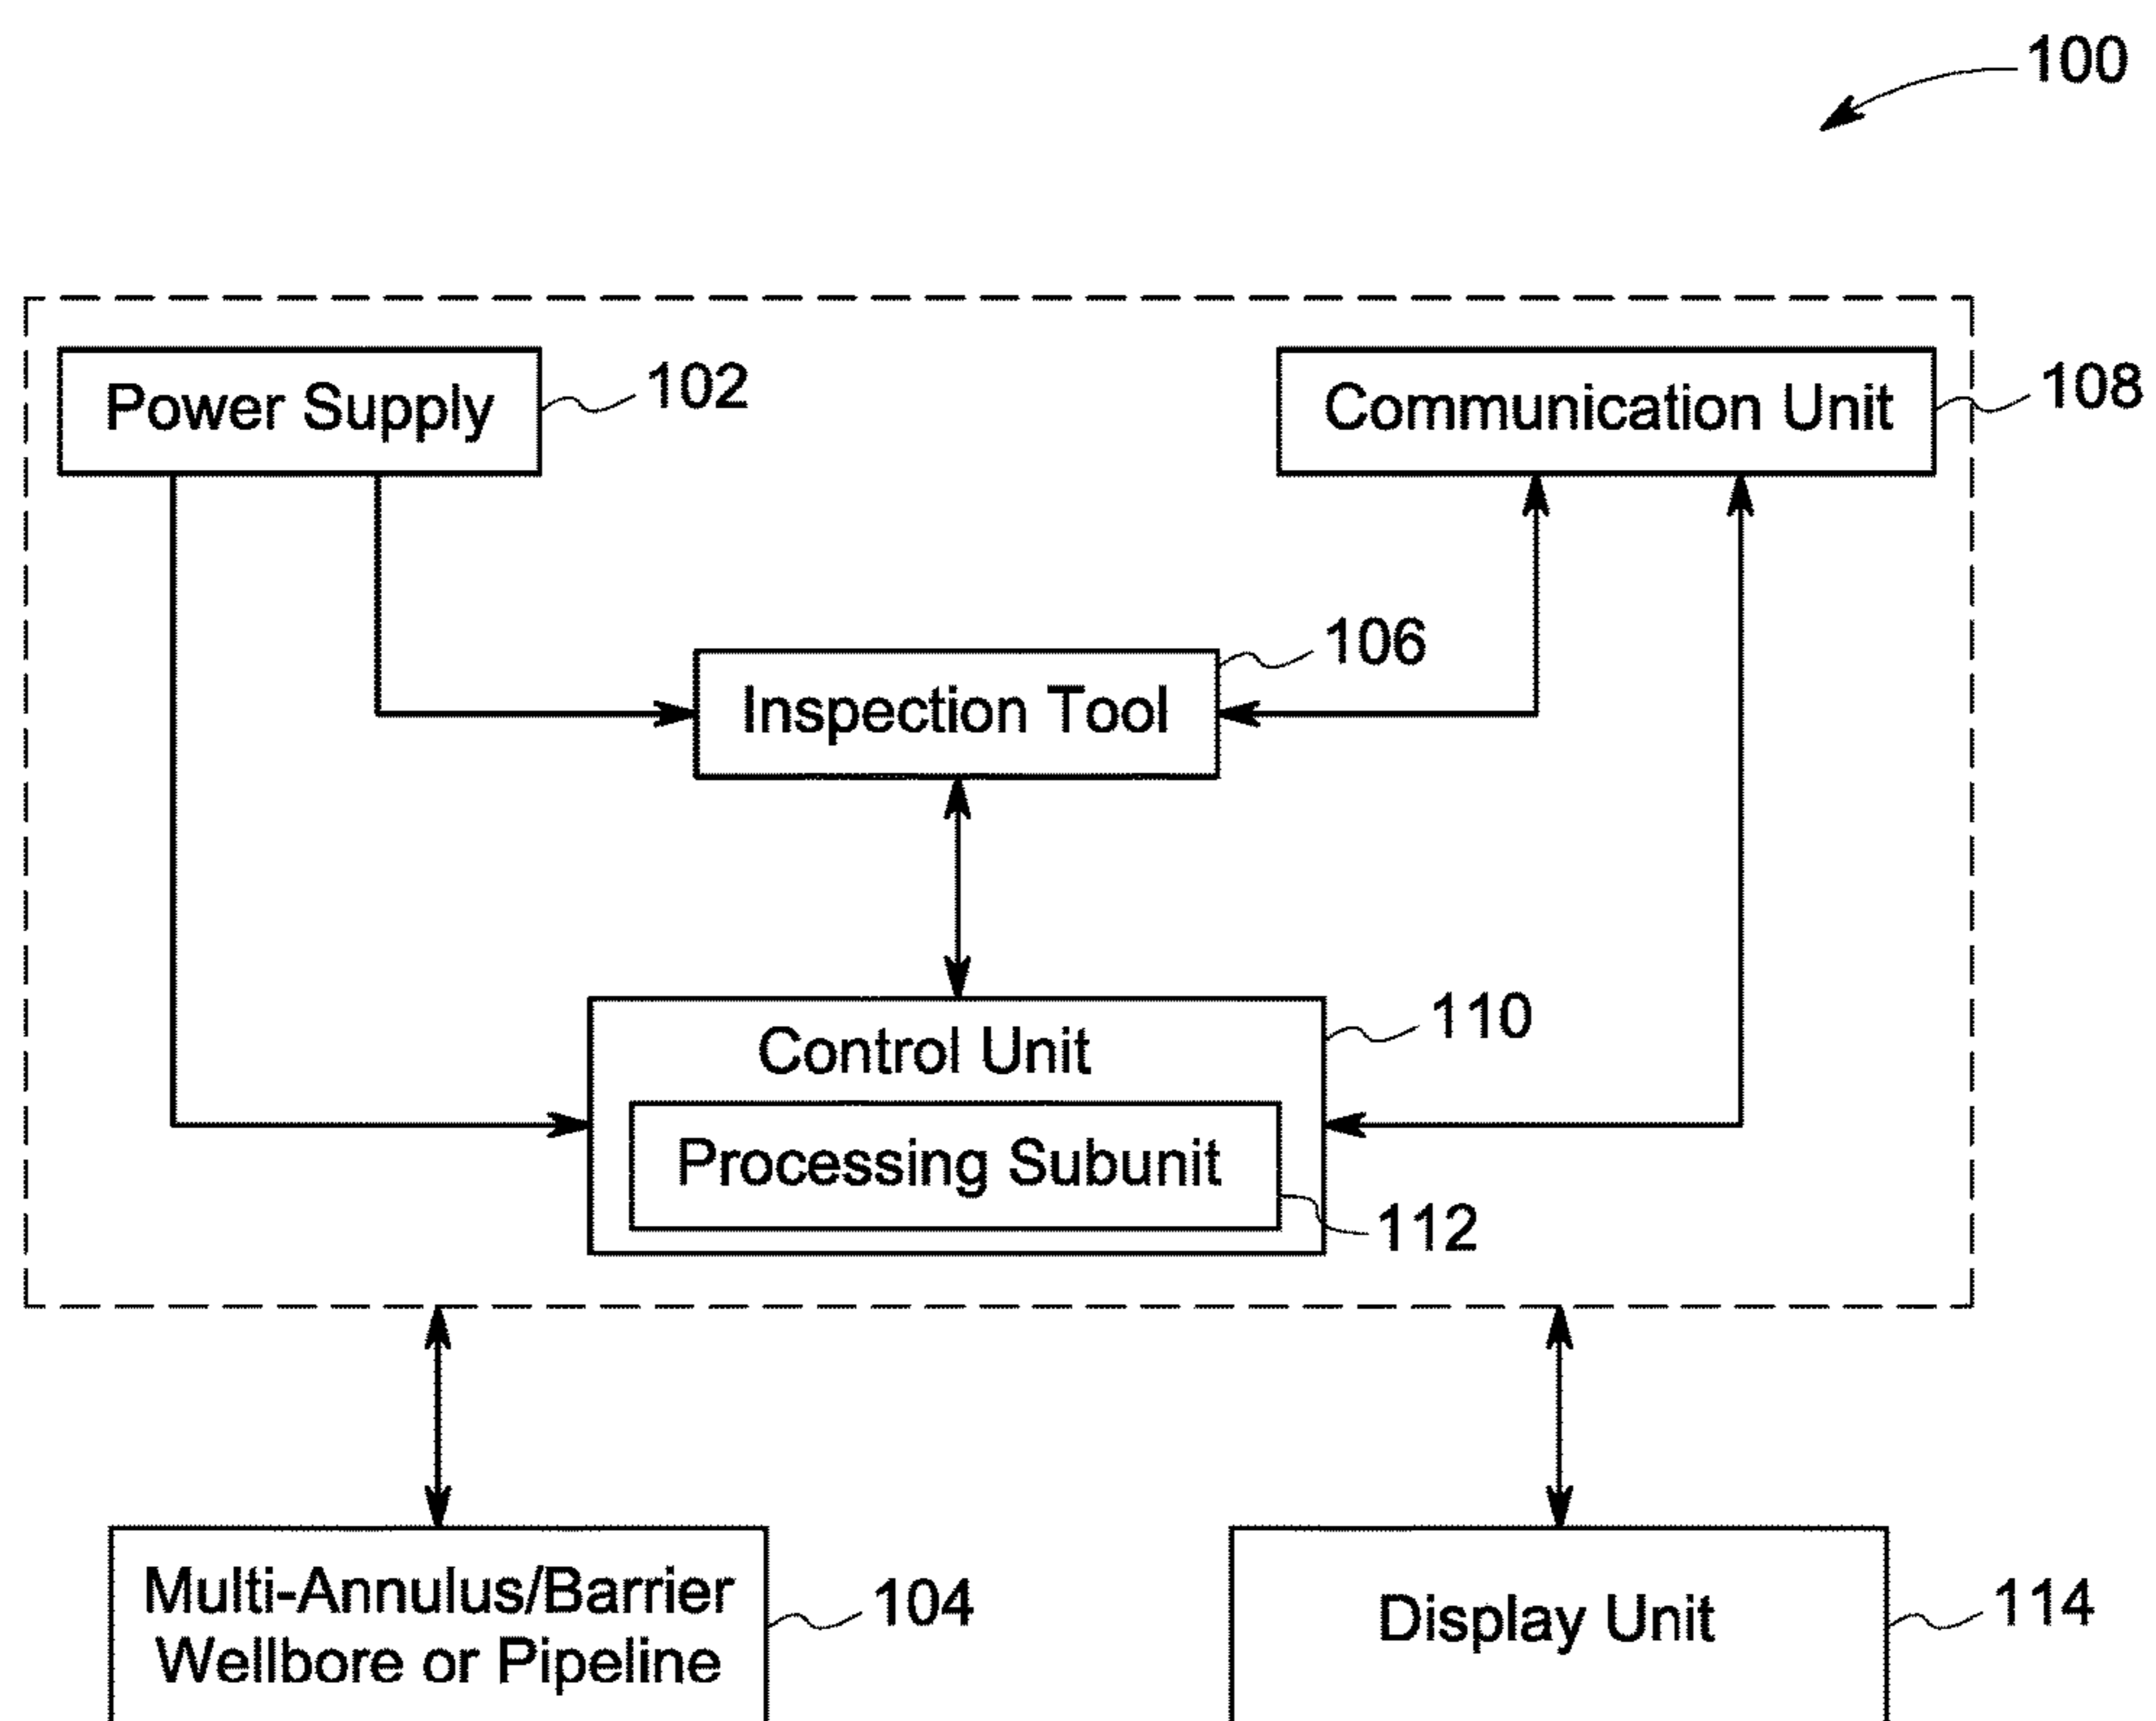 100
Power Supply
102
Communication Unit
108
106
Inspection Tool
110
Control Unit
Processing Subunit
112
Multi-Annulus/Barrier
Wellbore or Pipeline
104
Display Unit
114